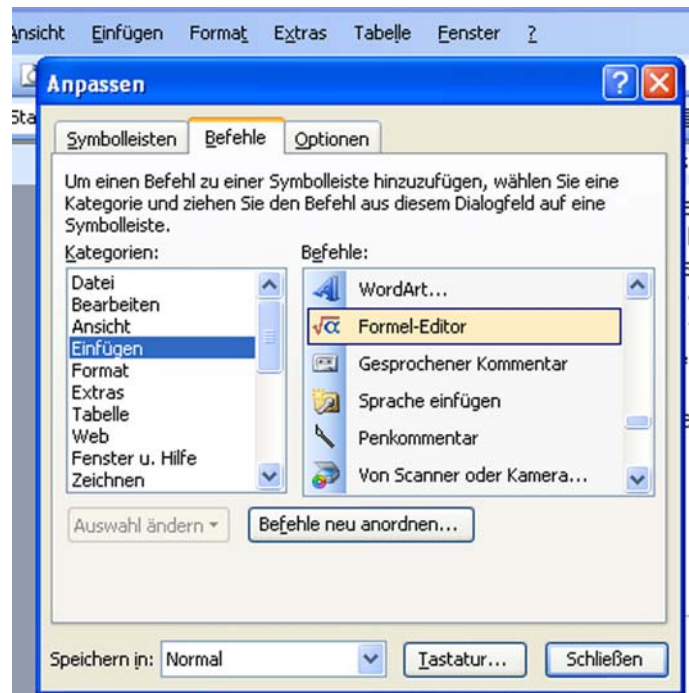 Ansicht Einfügen Format Extras Tabelle Fenster ?
Anpassen
Sta
Symbolleisten Befehle Optionen
Um einen Befehl zu einer Symbolleiste hinzuzufügen, wählen Sie eine
Kategorie und ziehen Sie den Befehl aus diesem Dialogfeld auf eine
Symbolleiste.
Kategorien:
Datei
Bearbeiten
Ansicht
Einfügen
Format
Extras
Tabelle
Web
Fenster u. Hilfe
Zeichnen
Befehle:
WordArt...
√α Formel-Editor
Gesprochener Kommentar
Sprache einfügen
Penkommentar
Von Scanner oder Kamera...
Auswahl ändern Befehle neu anordnen...
Speichern in: Normal Tastatur... Schließen